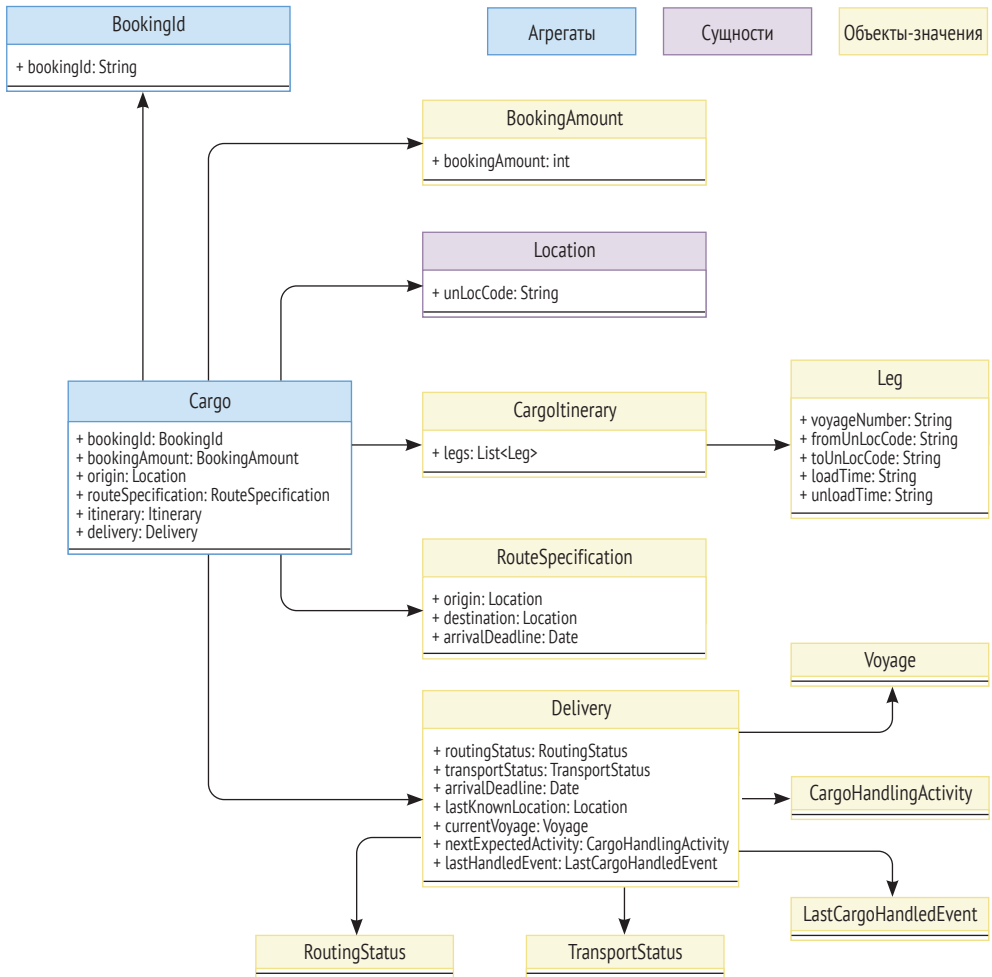 BookingId
+ bookingId: String
Агрегаты
Сущности
Объекты-значения
BookingAmount
+ bookingAmount: int
Location
+ unLocCode: String
Cargo
+ bookingId: BookingId
+ bookingAmount: BookingAmount
+ origin: Location
+ routeSpecification: RouteSpecification
+ itinerary: Itinerary
+ delivery: Delivery
CargoItinerary
+ legs: List<Leg>
Leg
+ voyageNumber: String
+ fromUnLocCode: String
+ toUnLocCode: String
+ loadTime: String
+ unloadTime: String
RouteSpecification
+ origin: Location
+ destination: Location
+ arrivalDeadline: Date
Voyage
Delivery
+ routingStatus: RoutingStatus
+ transportStatus: TransportStatus
+ arrivalDeadline: Date
+ lastKnownLocation: Location
+ currentVoyage: Voyage
+ nextExpectedActivity: CargoHandlingActivity
+ lastHandledEvent: LastCargoHandledEvent
CargoHandlingActivity
LastCargoHandledEvent
RoutingStatus
TransportStatus